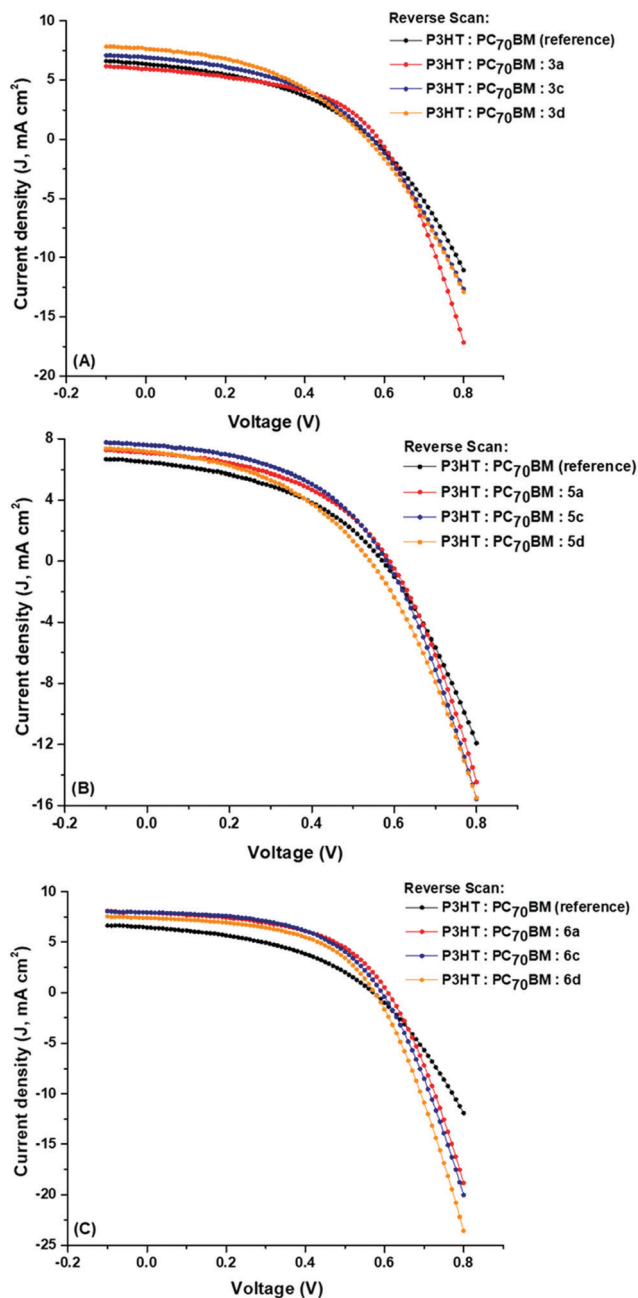 Reverse Scan:
P3HT : PC70BM (reference)
P3HT : PC70BM : 3a
P3HT : PC70BM : 3c
P3HT : PC70BM : 3d
10
5
0
-5
-10
-15
-20
Current density (J, mA cm2)
(A)
-0.2 0.0 0.2 0.4 0.6 0.8
Voltage (V)
Reverse Scan:
P3HT : PC70BM (reference)
P3HT : PC70BM : 5a
P3HT : PC70BM : 5c
P3HT : PC70BM : 5d
8
4
0
-4
-8
-12
-16
Current density (J, mA cm2)
(B)
-0.2 0.0 0.2 0.4 0.6 0.8
Voltage (V)
Reverse Scan:
P3HT : PC70BM (reference)
P3HT : PC70BM : 6a
P3HT : PC70BM : 6c
P3HT : PC70BM : 6d
10
5
0
-5
-10
-15
-20
-25
Current density (J, mA cm2)
(C)
-0.2 0.0 0.2 0.4 0.6 0.8
Voltage (V)